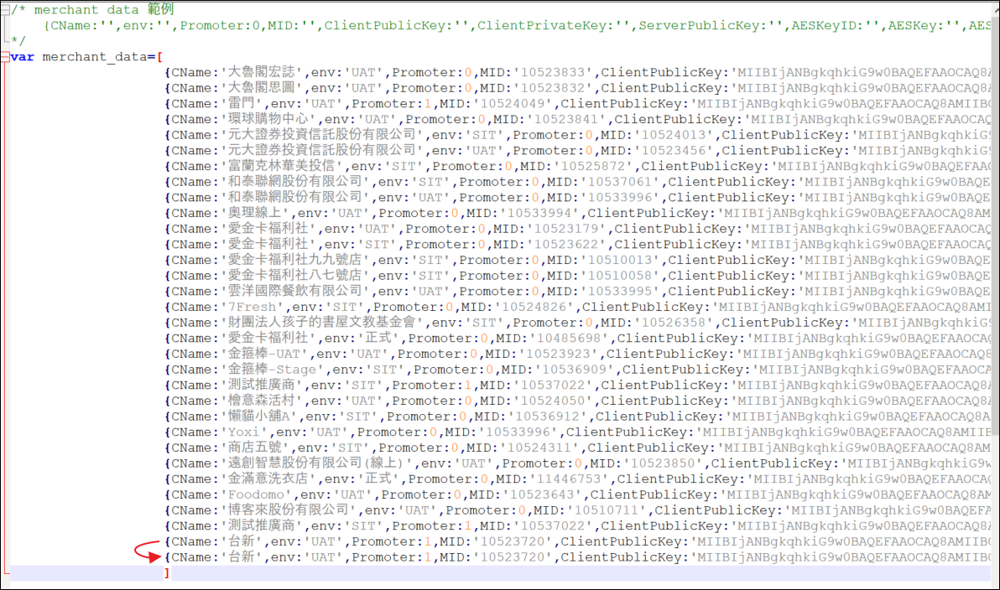 /* merchant data 範例
{CName:'',env:'',Promoter:0,MID:'',ClientPublicKey:'',ClientPrivateKey:'',ServerPublicKey:'',AESKeyID:'',AESKey:'',AES
*/
var merchant_data=[
{CName:'大魯閣宏誌',env:'UAT',Promoter:0,MID:'10523833',ClientPublicKey:'MIIBIjANBgkqhkiG9w0BAQEFAAOCAQ8A
{CName:'大魯閣思圖',env:'UAT',Promoter:0,MID:'10523832',ClientPublicKey:'MIIBIjANBgkqhkiG9w0BAQEFAAOCAQ8A
{CName:'雷門',env:'UAT',Promoter:1,MID:'10524049',ClientPublicKey:'MIIBIjANBgkqhkiG9w0BAQEFAAOCAQ8AMIIBC
{CName:'環球購物中心',env:'UAT',Promoter:0,MID:'10523841',ClientPublicKey:'MIIBIjANBgkqhkiG9w0BAQEFAAOCAQ
{CName:'元大證券投資信託股份有限公司',env:'SIT',Promoter:0,MID:'10524013',ClientPublicKey:'MIIBIjANBgkqhkiG9
{CName:'元大證券投資信託股份有限公司',env:'UAT',Promoter:0,MID:'10523456',ClientPublicKey:'MIIBIjANBgkqhkiG9
{CName:'富蘭克林華美投信',env:'SIT',Promoter:0,MID:'10525872',ClientPublicKey:'MIIBIjANBgkqhkiG9w0BAQEFAA
{CName:'和泰聯網股份有限公司',env:'SIT',Promoter:0,MID:'10537061',ClientPublicKey:'MIIBIjANBgkqhkiG9w0BAQE
{CName:'和泰聯網股份有限公司',env:'UAT',Promoter:0,MID:'10533996',ClientPublicKey:'MIIBIjANBgkqhkiG9w0BAQE
{CName:'奧理線上',env:'UAT',Promoter:0,MID:'10533994',ClientPublicKey:'MIIBIjANBgkqhkiG9w0BAQEFAAOCAQ8AM
{CName:'愛金卡福利社',env:'UAT',Promoter:0,MID:'10523179',ClientPublicKey:'MIIBIjANBgkqhkiG9w0BAQEFAAOCAQ
{CName:'愛金卡福利社',env:'SIT',Promoter:0,MID:'10523622',ClientPublicKey:'MIIBIjANBgkqhkiG9w0BAQEFAAOCAQ
{CName:'愛金卡福利社九九號店',env:'SIT',Promoter:0,MID:'10510013',ClientPublicKey:'MIIBIjANBgkqhkiG9w0BAQE
{CName:'愛金卡福利社八七號店',env:'SIT',Promoter:0,MID:'10510058',ClientPublicKey:'MIIBIjANBgkqhkiG9w0BAQE
{CName:'雲洋國際餐飲有限公司',env:'UAT',Promoter:0,MID:'10533995',ClientPublicKey:'MIIBIjANBgkqhkiG9w0BAQE
{CName:'7Fresh',env:'SIT',Promoter:0,MID:'10524826',ClientPublicKey:'MIIBIjANBgkqhkiG9w0BAQEFAAOCAQ8AMI
{CName:'財團法人孩子的書屋文教基金會',env:'SIT',Promoter:0,MID:'10526358',ClientPublicKey:'MIIBIjANBgkqhkiG9
{CName:'愛金卡福利社',env:'正式',Promoter:0,MID:'10485698',ClientPublicKey:'MIIBIjANBgkqhkiG9w0BAQEFAAOCAQ
{CName:'金箍棒-UAT',env:'UAT',Promoter:0,MID:'10523923',ClientPublicKey:'MIIBIjANBgkqhkiG9w0BAQEFAAOCAQ8
{CName:'金箍棒-Stage',env:'SIT',Promoter:0,MID:'10536909',ClientPublicKey:'MIIBIjANBgkqhkiG9w0BAQEFAAOCA
{CName:'測試推廣商',env:'SIT',Promoter:1,MID:'10537022',ClientPublicKey:'MIIBIjANBgkqhkiG9w0BAQEFAAOCAQ8A
{CName:'檜意森活村',env:'UAT',Promoter:0,MID:'10524050',ClientPublicKey:'MIIBIjANBgkqhkiG9w0BAQEFAAOCAQ8A
{CName:'懶貓小舖A',env:'SIT',Promoter:0,MID:'10536912',ClientPublicKey:'MIIBIjANBgkqhkiG9w0BAQEFAAOCAQ8A
{CName:'Yoxi',env:'UAT',Promoter:0,MID:'10533996',ClientPublicKey:'MIIBIjANBgkqhkiG9w0BAQEFAAOCAQ8AMIIB
{CName:'商店五號',env:'SIT',Promoter:0,MID:'10524311',ClientPublicKey:'MIIBIjANBgkqhkiG9w0BAQEFAAOCAQ8AM
{CName:'遠創智慧股份有限公司(線上)',env:'UAT',Promoter:0,MID:'10523850',ClientPublicKey:'MIIBIjANBgkqhkiG9w
{CName:'金滿意洗衣店',env:'正式',Promoter:0,MID:'11446753',ClientPublicKey:'MIIBIjANBgkqhkiG9w0BAQEFAAOCAQ
{CName:'Foodomo',env:'UAT',Promoter:0,MID:'10523643',ClientPublicKey:'MIIBIjANBgkqhkiG9w0BAQEFAAOCAQ8AM
{CName:'博客來股份有限公司',env:'UAT',Promoter:0,MID:'10510711',ClientPublicKey:'MIIBIjANBgkqhkiG9w0BAQEFA
{CName:'測試推廣商',env:'SIT',Promoter:1,MID:'10537022',ClientPublicKey:'MIIBIjANBgkqhkiG9w0BAQEFAAOCAQ8A
{CName:'台新',env:'UAT',Promoter:1,MID:'10523720',ClientPublicKey:'MIIBIjANBgkqhkiG9w0BAQEFAAOCAQ8AMIIBC
{CName:'台新',env:'UAT',Promoter:1,MID:'10523720',ClientPublicKey:'MIIBIjANBgkqhkiG9w0BAQEFAAOCAQ8AMIIBC
]